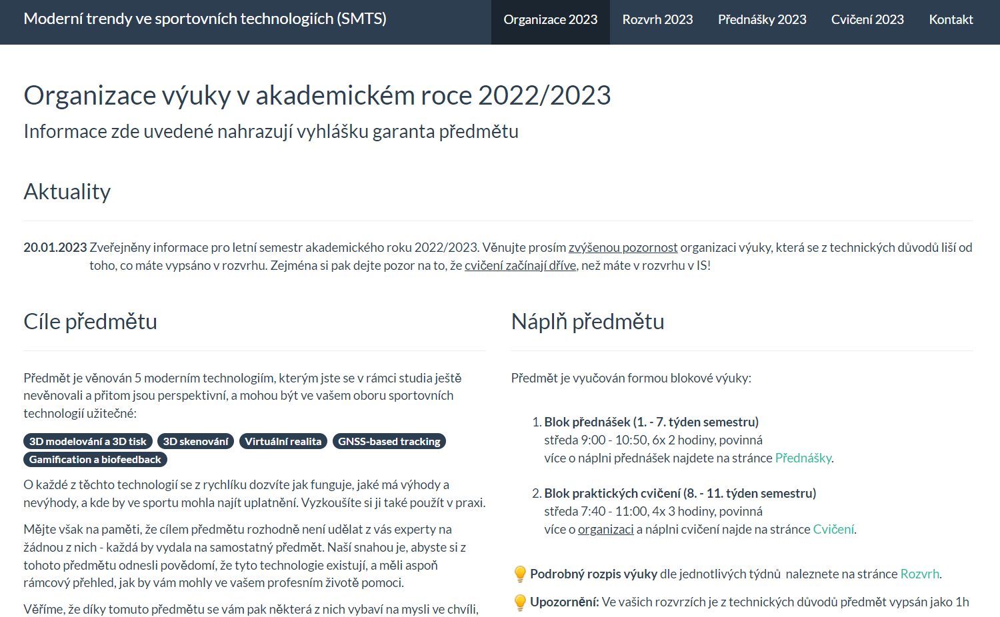 Moderní trendy ve sportovních technologiích (SMTS)
Organizace 2023 Rozvrh 2023 Přednášky 2023 Cvičení 2023 Kontakt
Organizace výuky v akademickém roce 2022/2023
Informace zde uvedené nahrazují vyhlášku garanta předmětu
Aktuality
20.01.2023 Zveřejněny informace pro letní semestr akademického roku 2022/2023. Věnujte prosím zvýšenou pozornost organizaci výuky, která se z technických důvodů liší od
toho, co máte vypsáno v rozvrhu. Zejména si pak dejte pozor na to, že cvičení začínají dříve, než máte v rozvrhu v IS!
Cíle předmětu
Předmět je věnován 5 moderním technologiím, kterým jste se v rámci studia ještě
nevěnovali a přitom jsou perspektivní, a mohou být ve vašem oboru sportovních
technologií užitečné:
3D modelování a 3D tisk 3D skenování Virtuální realita GNSS-based tracking
Gamification a biofeedback
O každé z těchto technologií se z rychlíku dozvíte jak funguje, jaké má výhody a
nevýhody, a kde by ve sportu mohla najít uplatnění. Vyzkoušíte si ji také použít v praxi.
Mějte však na paměti, že cílem předmětu rozhodně není udělat z vás experty na
žádnou z nich - každá by vydala na samostatný předmět. Naší snahou je, abyste si z
tohoto předmětu odnesli povědomí, že tyto technologie existují, a měli aspoň
rámcový přehled, jak by vám mohly ve vašem profesním životě pomoci.
Věříme, že díky tomuto předmětu se vám pak některá z nich vybaví na mysli ve chvíli,
Náplň předmětu
Předmět je vyučován formou blokové výuky:
1. Blok přednášek (1. - 7. týden semestru)
středa 9:00 - 10:50, 6x 2 hodiny, povinná
více o náplni přednášek najdete na stránce Přednášky.
2. Blok praktických cvičení (8. - 11. týden semestru)
středa 7:40 - 11:00, 4x 3 hodiny, povinná
více o organizaci a náplni cvičení najde na stránce Cvičení.
Podrobný rozpis výuky dle jednotlivých týdnů naleznete na stránce Rozvrh.
Upozornění: Ve vašich rozvrzích je z technických důvodů předmět vypsán jako 1h